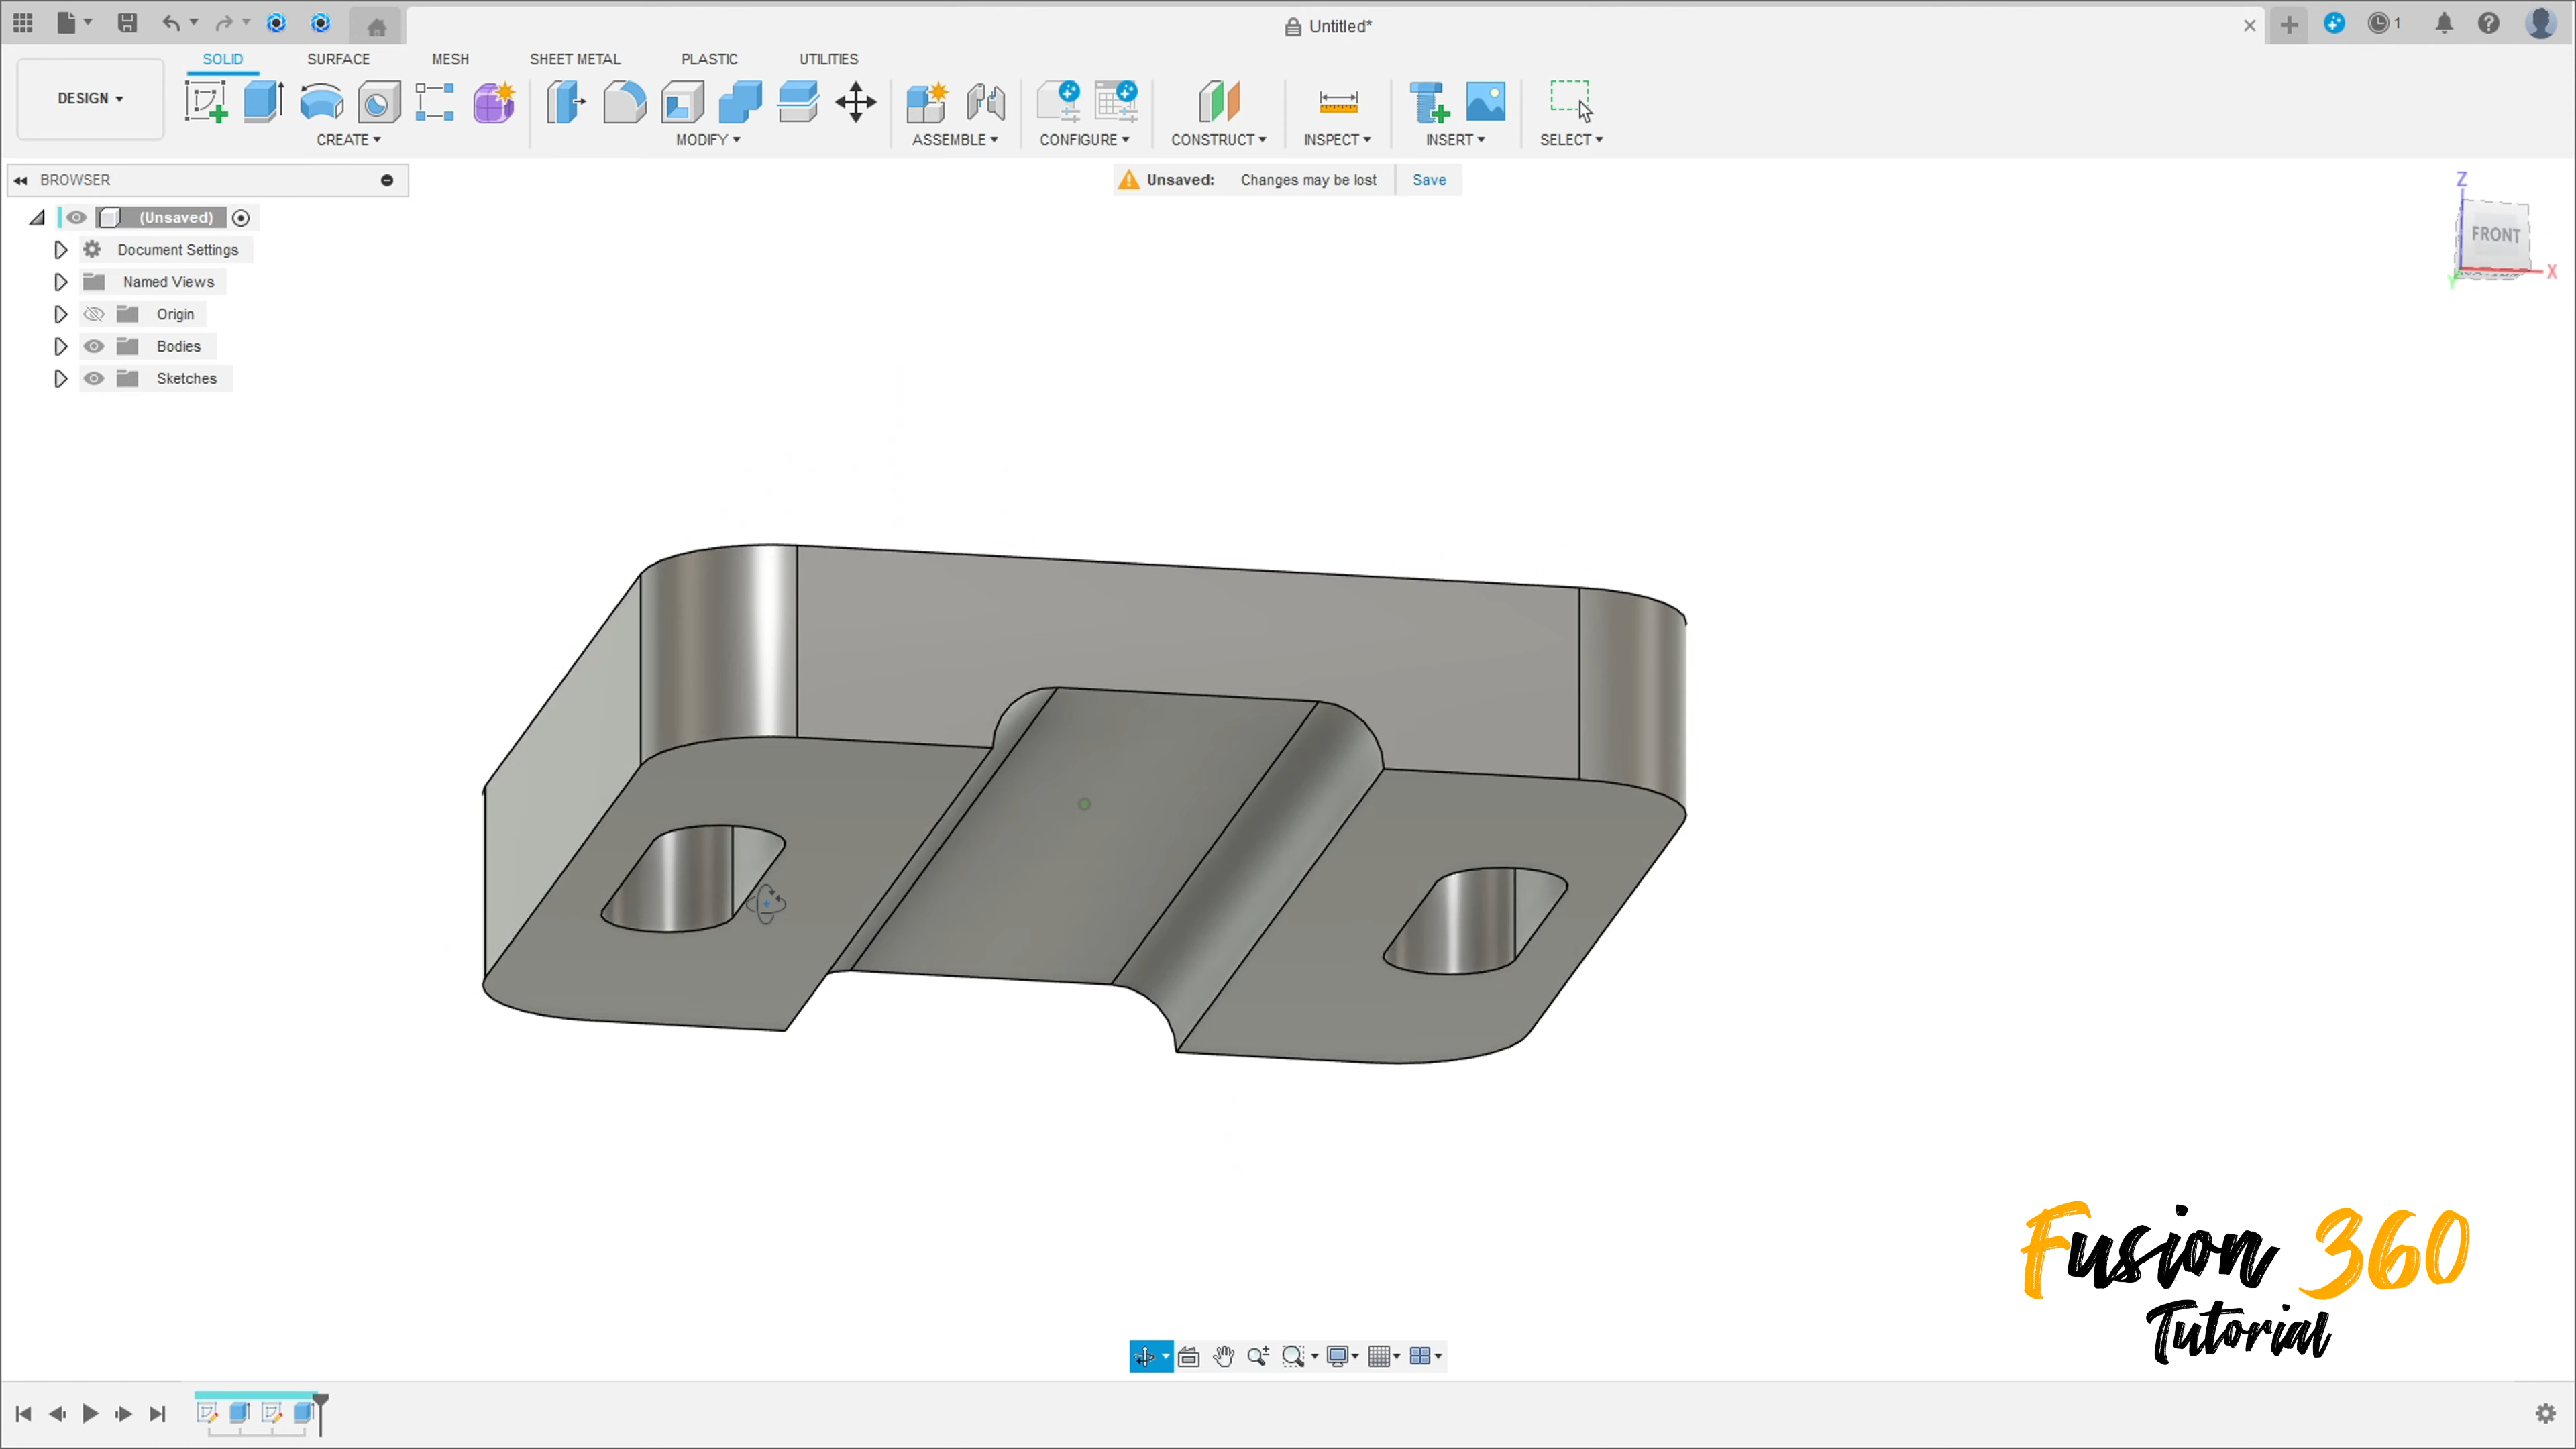 Untitled*
1
SOLID SURFACE MESH SHEET METAL PLASTIC UTILITIES
DESIGN
CREATE MODIFY ASSEMBLE CONFIGURE CONSTRUCT INSPECT INSERT SELECT
BROWSER
Unsaved: Changes may be lost Save
(Unsaved)
Document Settings
Named Views
Origin
Bodies
Sketches
Z
FRONT
X
Y
Fusion 360
Tutorial